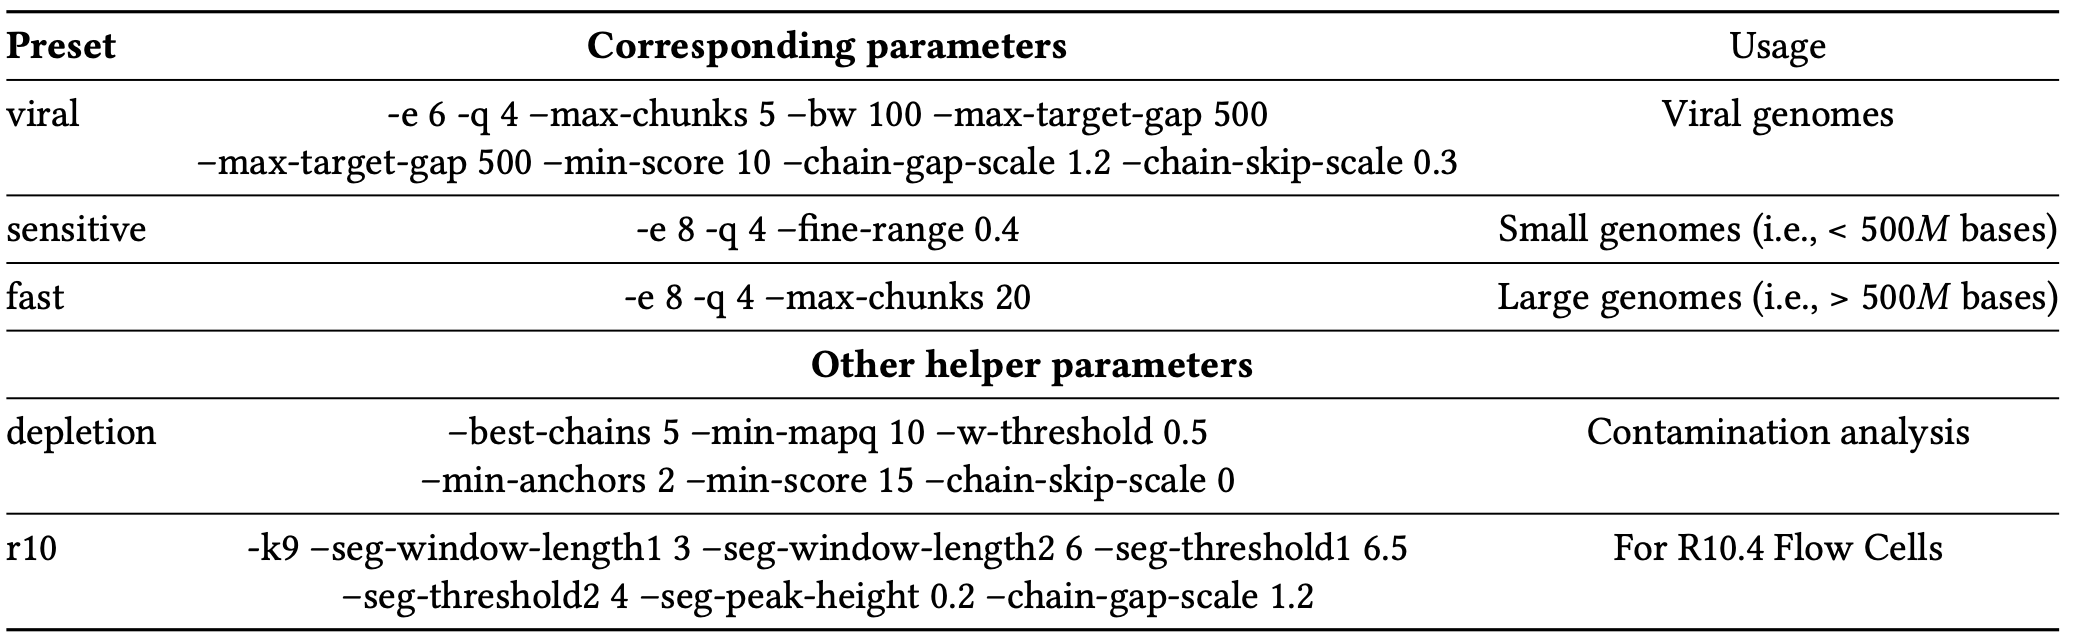 Preset Corresponding parameters Usage
viral -e 6 -q 4 –max-chunks 5 –bw 100 –max-target-gap 500 Viral genomes
–max-target-gap 500 –min-score 10 –chain-gap-scale 1.2 –chain-skip-scale 0.3
sensitive -e 8 -q 4 –fine-range 0.4 Small genomes (i.e., < 500M bases)
fast -e 8 -q 4 –max-chunks 20 Large genomes (i.e., > 500M bases)
Other helper parameters
depletion –best-chains 5 –min-mapq 10 –w-threshold 0.5 Contamination analysis
–min-anchors 2 –min-score 15 –chain-skip-scale 0
r10 -k9 –seg-window-length1 3 –seg-window-length2 6 –seg-threshold1 6.5 For R10.4 Flow Cells
–seg-threshold2 4 –seg-peak-height 0.2 –chain-gap-scale 1.2